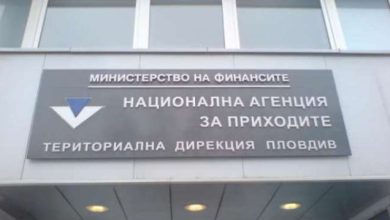 МИНИСТЕРСТВО НА ФИНАНСИТЕ
НАЦИОНАЛНА АГЕНЦИЯ
ЗА ПРИХОДИТЕ
ТЕРИТОРИАЛНА ДИРЕКЦИЯ ПЛОВДИВ